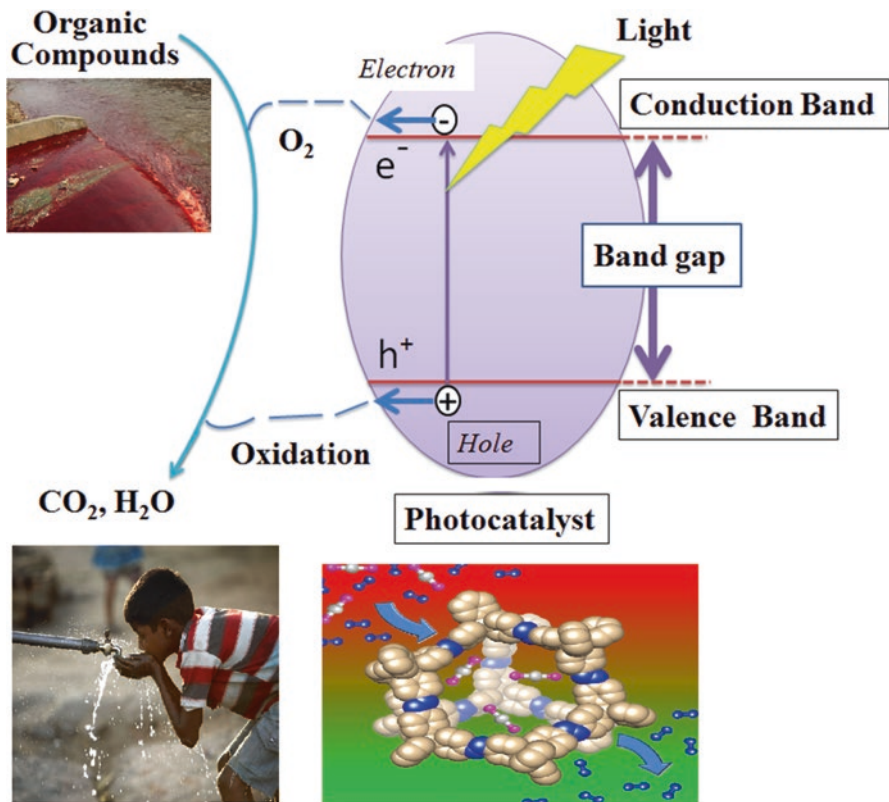 Organic
Compounds
Light
Electron
Conduction Band
-
O₂
e⁻
Band gap
h⁺
+
Valence Band
Hole
Oxidation
CO₂, H₂O
Photocatalyst